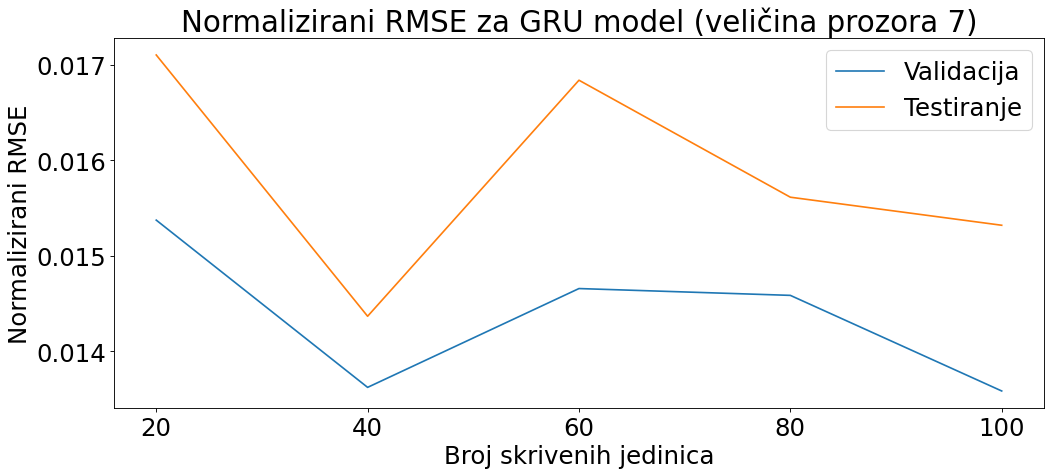 Normalizirani RMSE za GRU model (veličina prozora 7)
Validacija
Testiranje
Normalizirani RMSE
0.017
0.016
0.015
0.014
20 40 60 80 100
Broj skrivenih jedinica